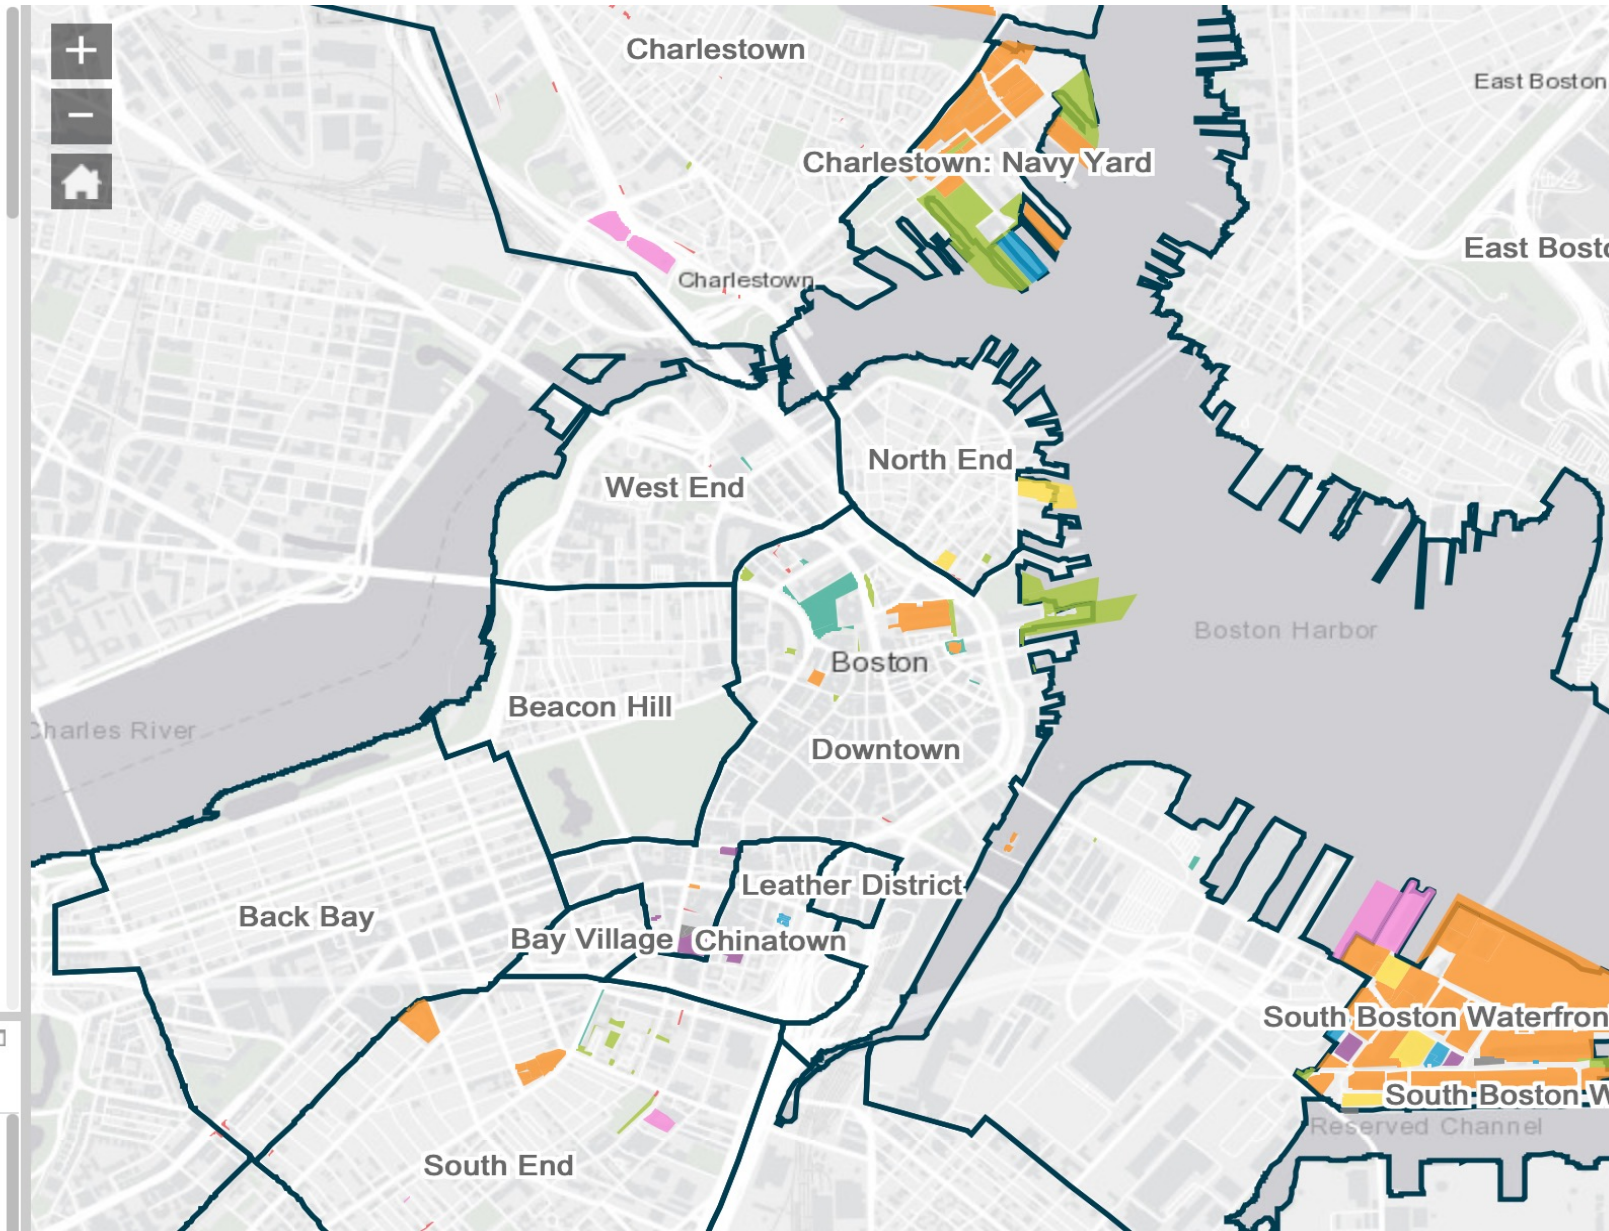 +
Charlestown
East Boston
−
Charlestown: Navy Yard
East Bosto
Charlestown
North End
West End
Boston Harbor
Boston
Beacon Hill
Charles River
Downtown
Leather District
Back Bay
Bay Village
Chinatown
South Boston Waterfron
South Boston W
Reserved Channel
South End